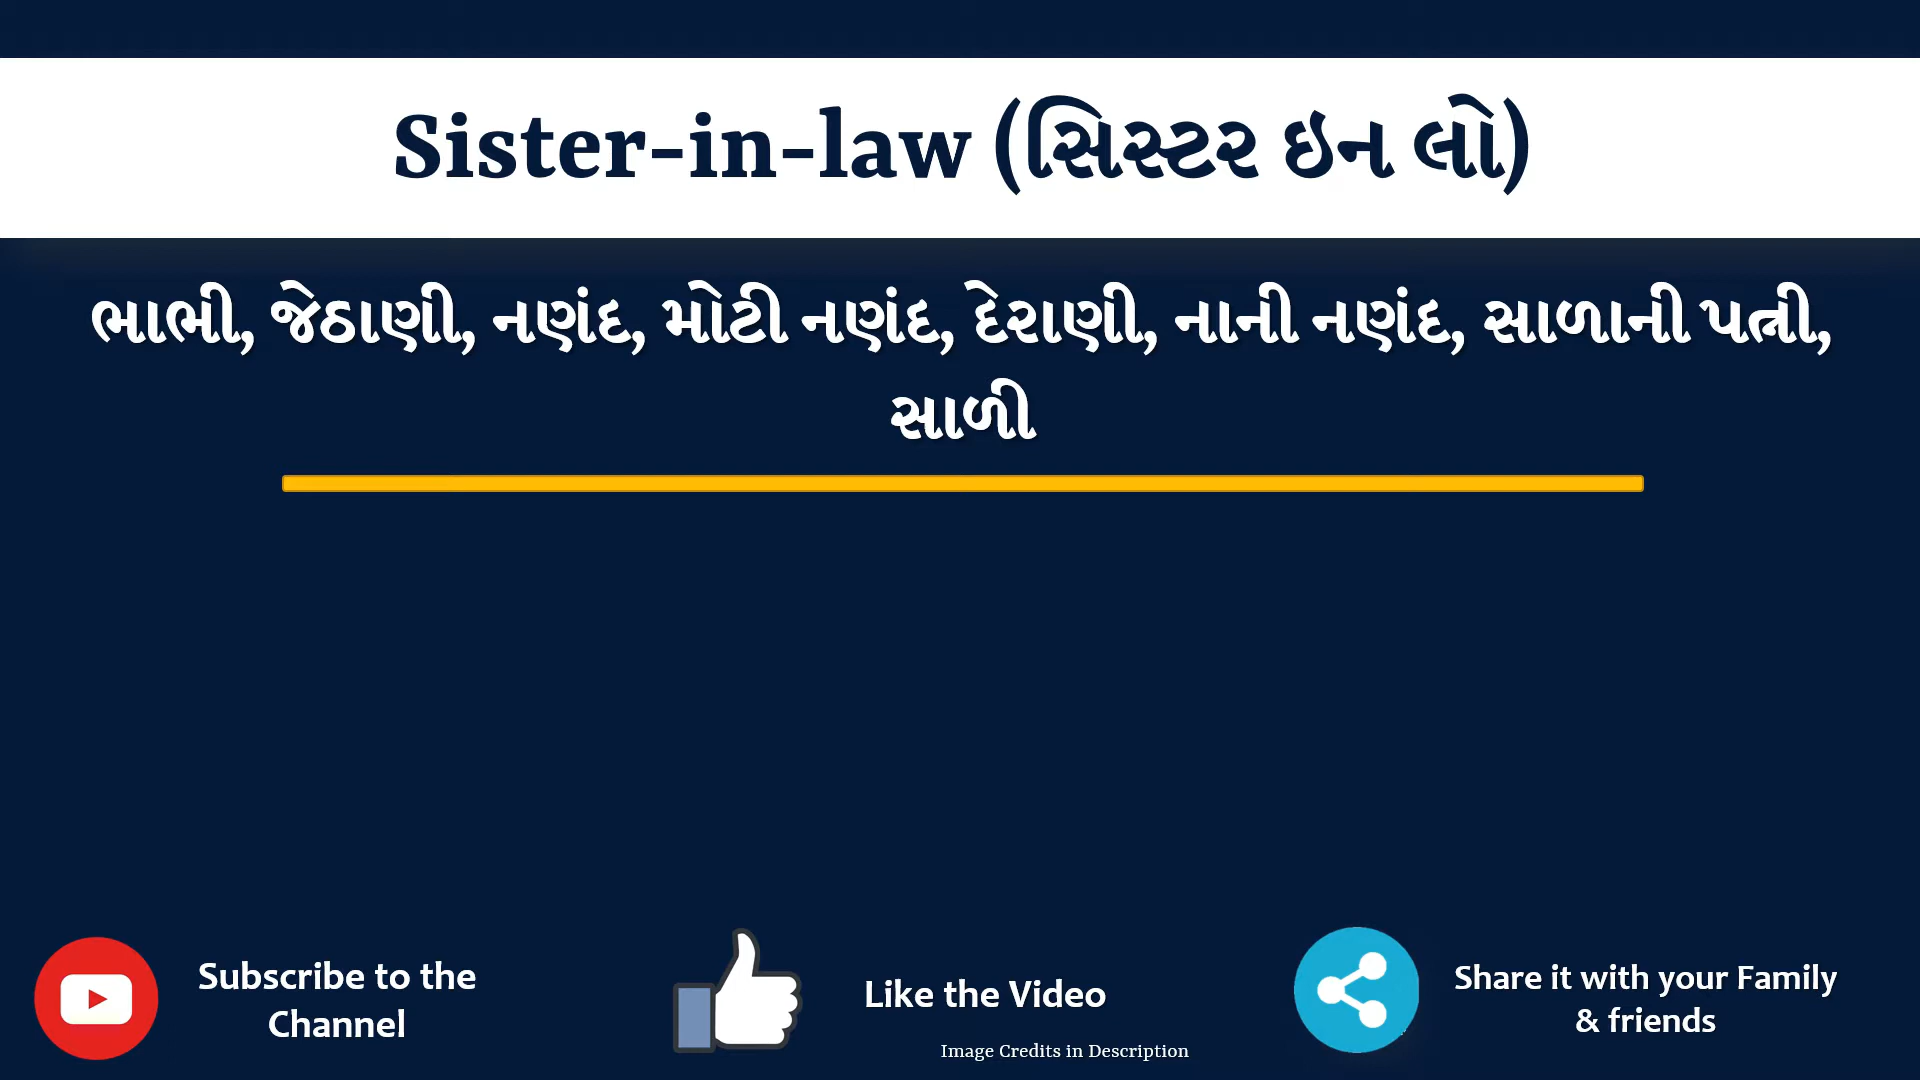 Sister-in-law (સિસ્ટર ઇન લો)
ભાભી, જેઠાણી, નણંદ, મોટી નણંદ, દેરાણી, નાની નણંદ, સાળાની પત્ની,
સાળી
Subscribe to the
Channel
Like the Video
Share it with your Family
& friends
Image Credits in Description